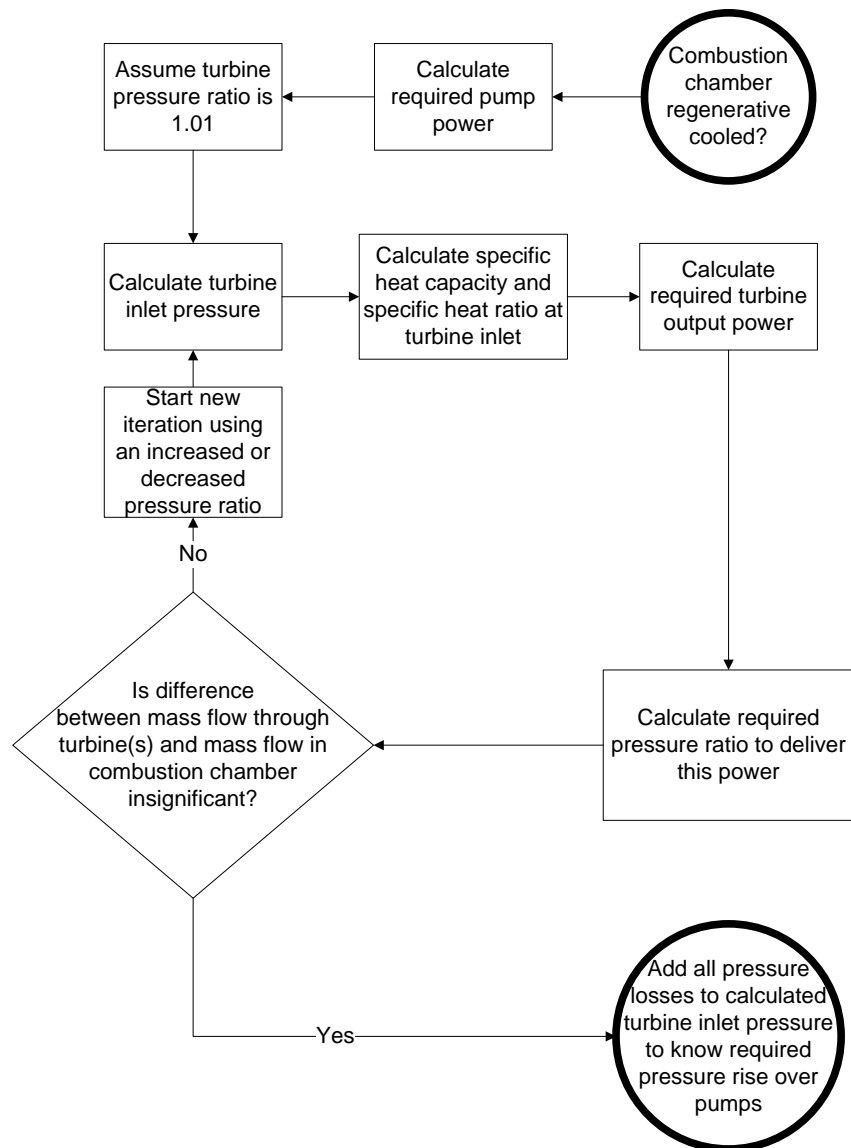 Assume turbine
pressure ratio is
1.01
Calculate
required pump
power
Combustion
chamber
regenerative
cooled?
Calculate turbine
inlet pressure
Calculate specific
heat capacity and
specific heat ratio at
turbine inlet
Calculate
required turbine
output power
Start new
iteration using
an increased or
decreased
pressure ratio
No
Is difference
between mass flow through
turbine(s) and mass flow in
combustion chamber
insignificant?
Calculate required
pressure ratio to deliver
this power
Yes
Add all pressure
losses to calculated
turbine inlet pressure
to know required
pressure rise over
pumps